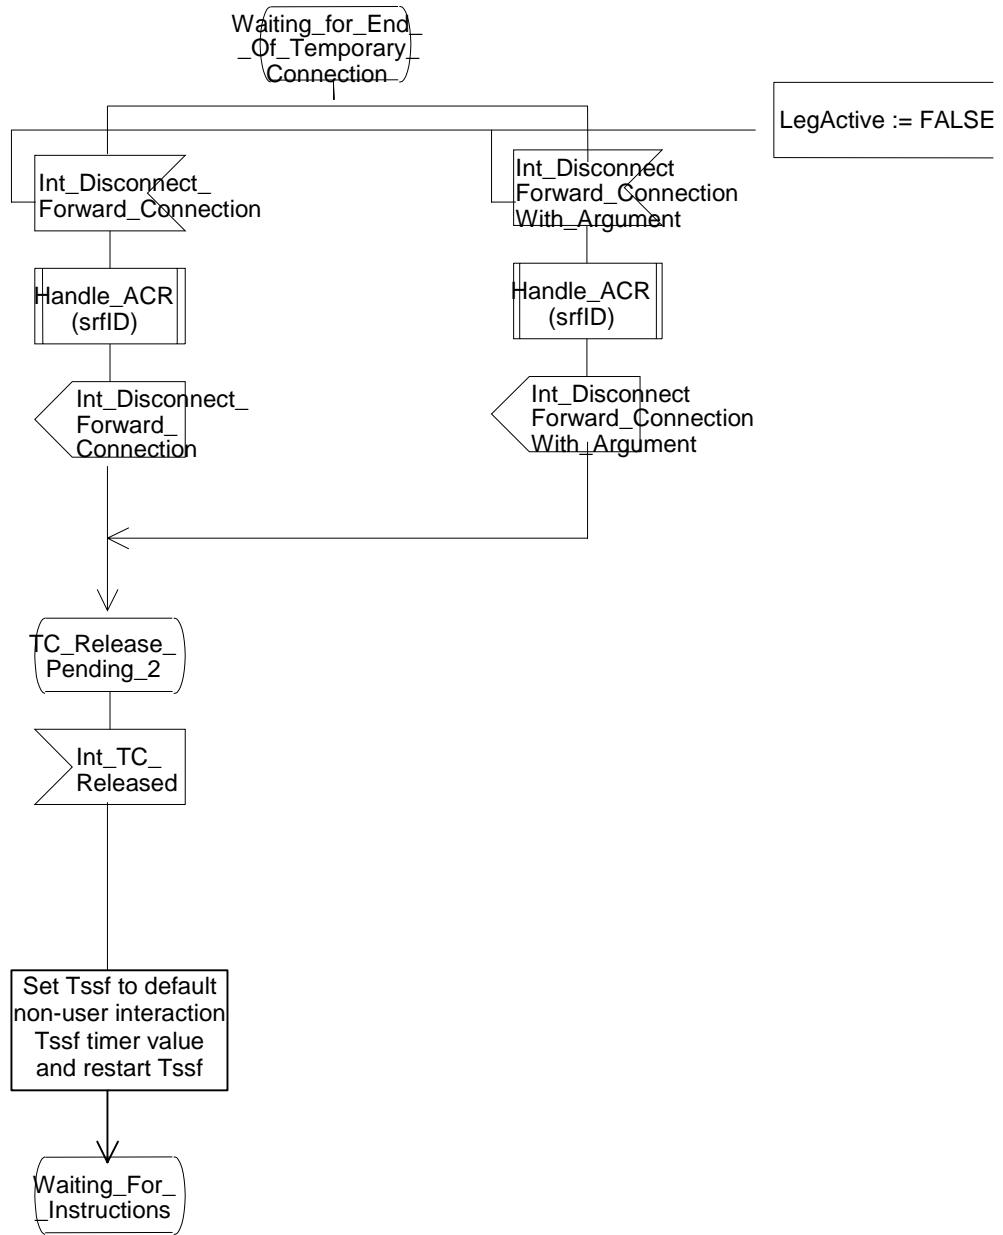 Waiting_for_End_
_Of_Temporary_
Connection
LegActive := FALSE
Int_Disconnect_
Forward_Connection
Int_Disconnect
Forward_Connection
With_Argument
Handle_ACR
(srfID)
Handle_ACR
(srfID)
Int_Disconnect_
Forward_
Connection
Int_Disconnect
Forward_Connection
With_Argument
TC_Release_
Pending_2
Int_TC_
Released
Set Tssf to default
non-user interaction
Tssf timer value
and restart Tssf
Waiting_For_
_Instructions